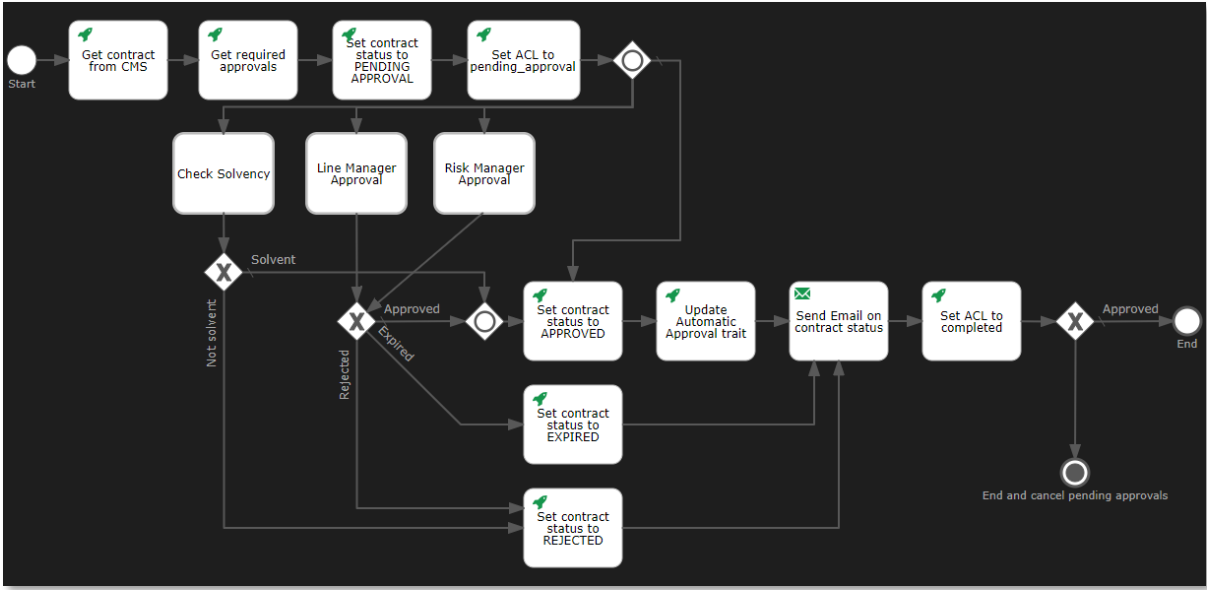 Get contract
from CMS
Get required
approvals
Set contract
status to
PENDING
APPROVAL
Set ACL to
pending_approval
Start
Check Solvency
Line Manager
Approval
Risk Manager
Approval
Solvent
Not solvent
Approved
Expired
Rejected
Set contract
status to
APPROVED
Update
Automatic
Approval trait
Send Email on
contract status
Set ACL to
completed
Approved
End
Set contract
status to
EXPIRED
End and cancel pending approvals
Set contract
status to
REJECTED